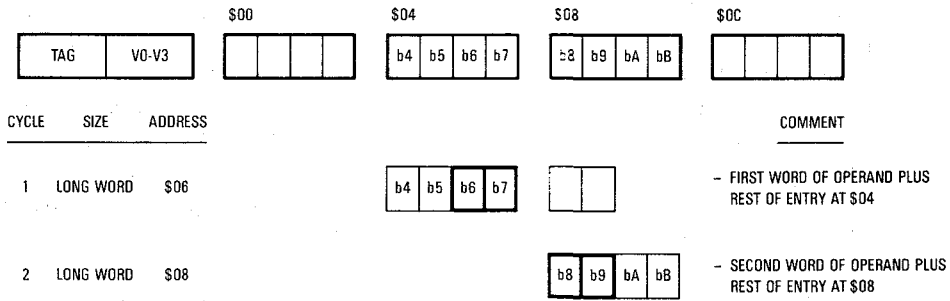 $00 $04 $08 $0C
TAG V0-V3 b4 b5 b6 b7 b8 b9 bA bB
CYCLE SIZE ADDRESS COMMENT
1 LONG WORD $06 b4 b5 b6 b7 – FIRST WORD OF OPERAND PLUS
REST OF ENTRY AT $04
2 LONG WORD $08 b8 b9 bA bB – SECOND WORD OF OPERAND PLUS
REST OF ENTRY AT $08